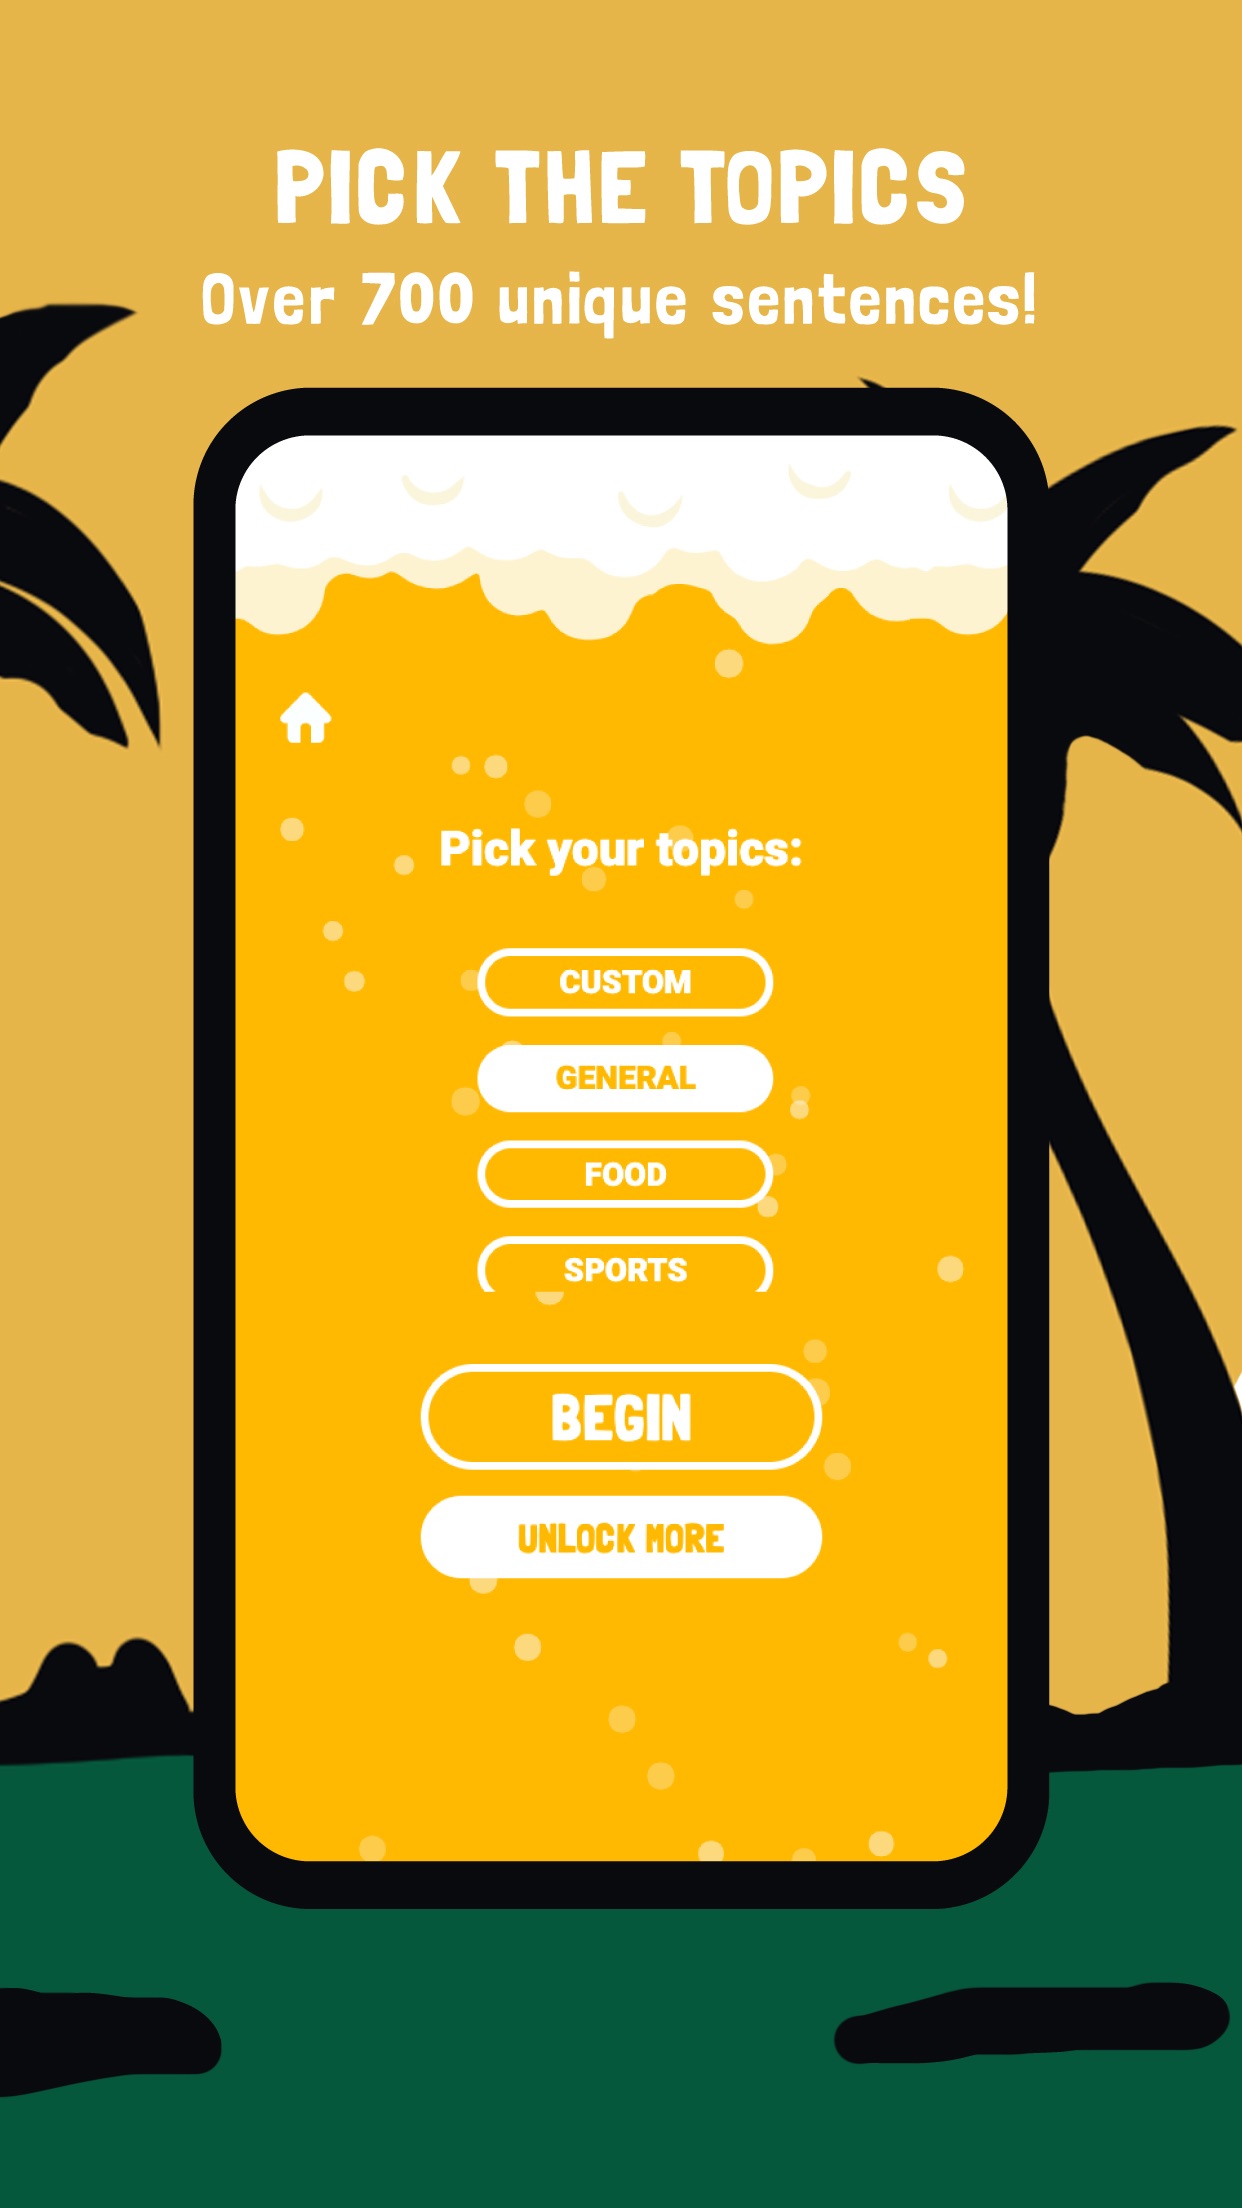 PICK THE TOPICS
Over 700 unique sentences!
Pick your topics:
CUSTOM
GENERAL
FOOD
SPORTS
BEGIN
UNLOCK MORE